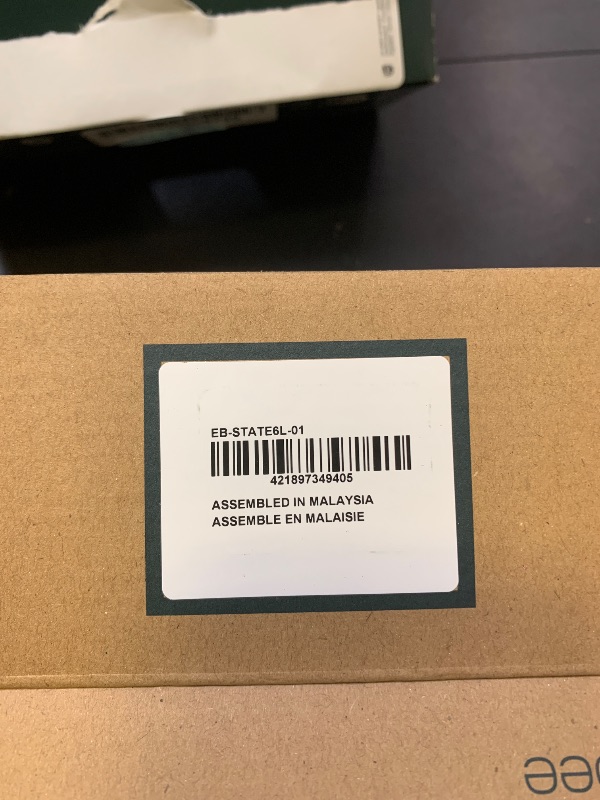 EB-STATE6L-01
421897349405
ASSEMBLED IN MALAYSIA
ASSEMBLE EN MALAISIE